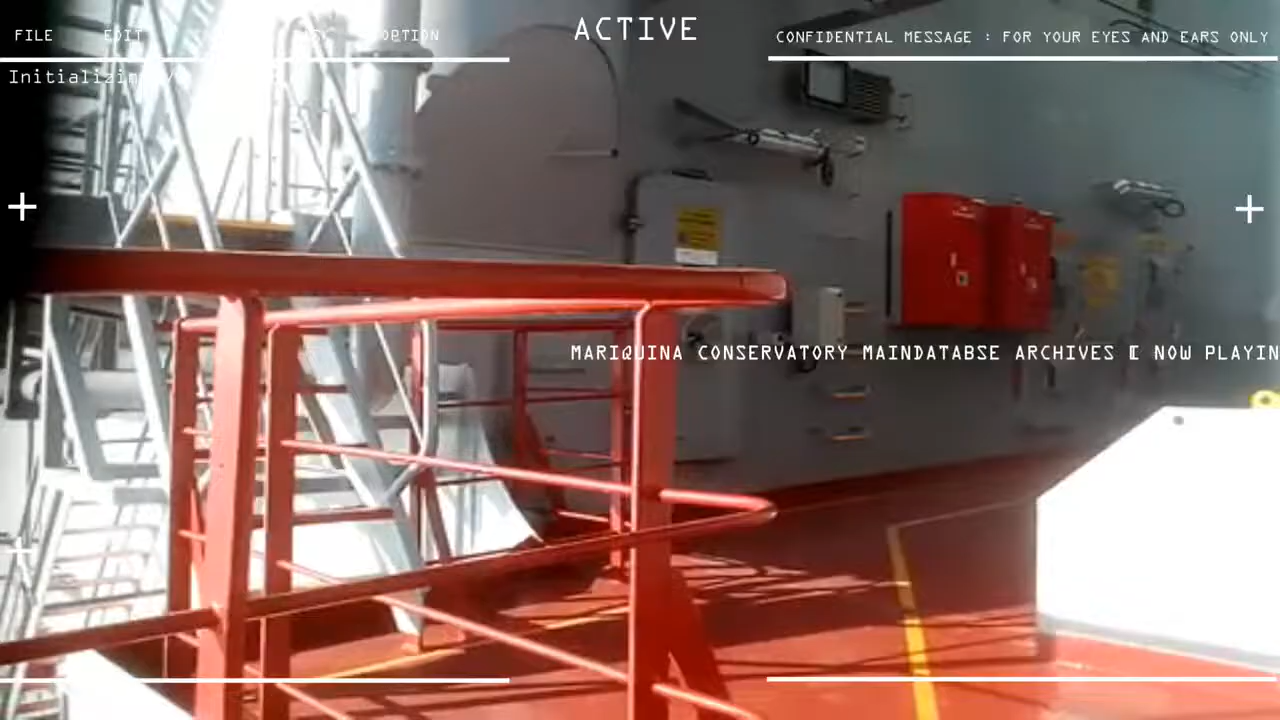 ACTIVE
FILE EDIT OPTION
CONFIDENTIAL MESSAGE : FOR YOUR EYES AND EARS ONLY
MARIQUINA CONSERVATORY MAINDATABSE ARCHIVES [ NOW PLAYIN